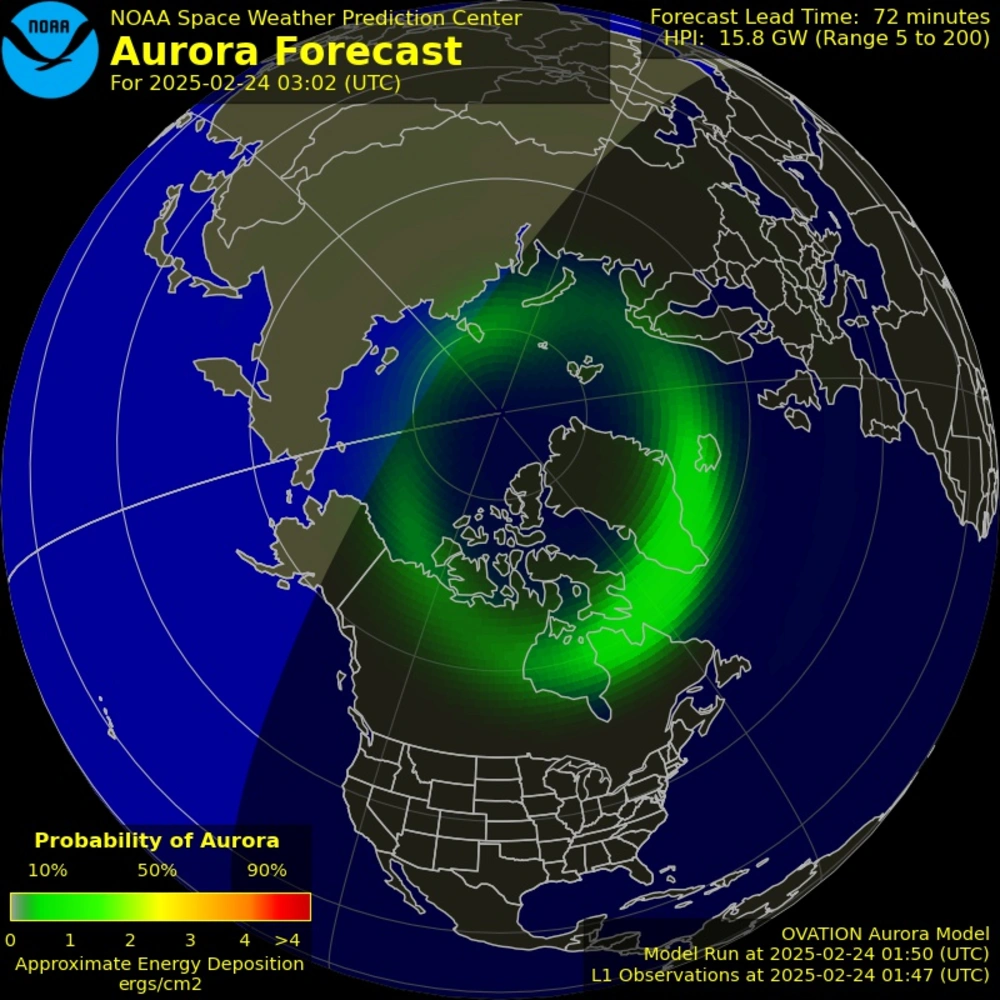 NOAA
NOAA Space Weather Prediction Center
Aurora Forecast
For 2025-02-24 03:02 (UTC)
Forecast Lead Time: 72 minutes
HPI: 15.8 GW (Range 5 to 200)
Probability of Aurora
10% 50% 90%
0 1 2 3 4 >4
Approximate Energy Deposition
ergs/cm2
OVATION Aurora Model
Model Run at 2025-02-24 01:50 (UTC)
L1 Observations at 2025-02-24 01:47 (UTC)